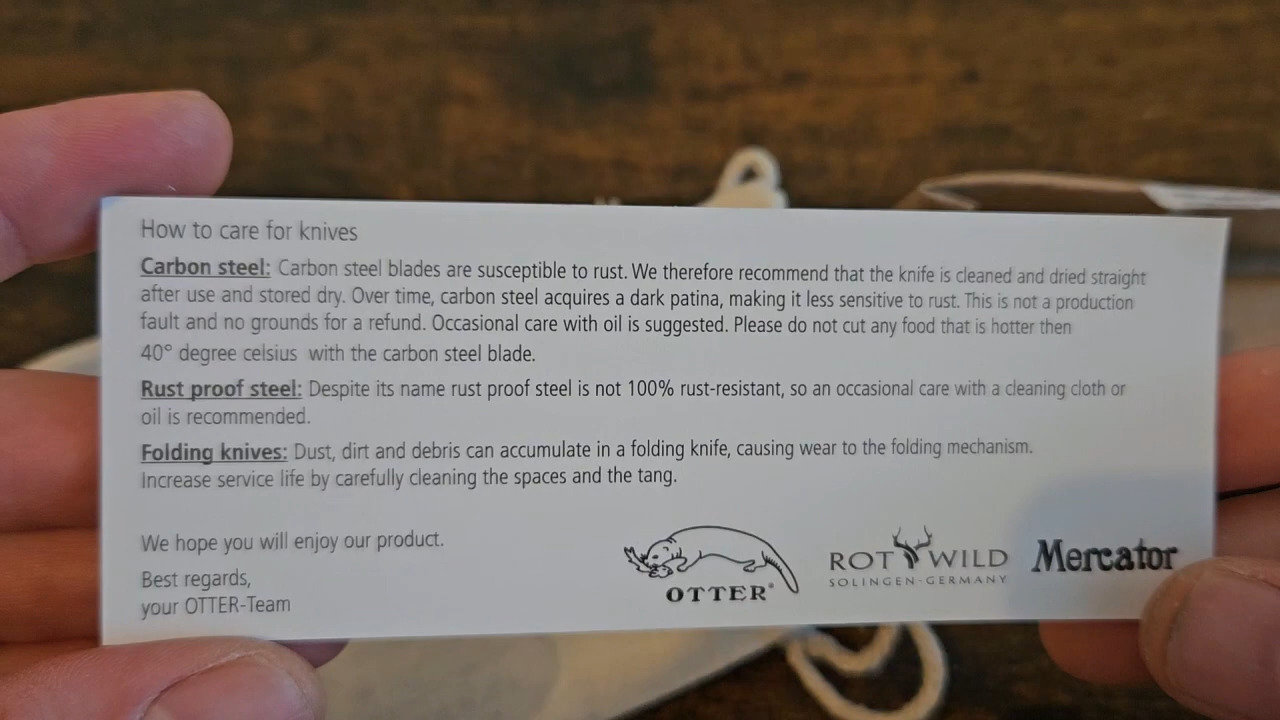 How to care for knives
Carbon steel: Carbon steel blades are susceptible to rust. We therefore recommend that the knife is cleaned and dried straight
after use and stored dry. Over time, carbon steel acquires a dark patina, making it less sensitive to rust. This is not a production
fault and no grounds for a refund. Occasional care with oil is suggested. Please do not cut any food that is hotter then
40° degree celsius with the carbon steel blade.
Rust proof steel: Despite its name rust proof steel is not 100% rust-resistant, so an occasional care with a cleaning cloth or
oil is recommended.
Folding knives: Dust, dirt and debris can accumulate in a folding knife, causing wear to the folding mechanism.
Increase service life by carefully cleaning the spaces and the tang.
We hope you will enjoy our product.
Best regards,
your OTTER-Team
OTTER®
ROTWILD
SOLINGEN-GERMANY
Mercator